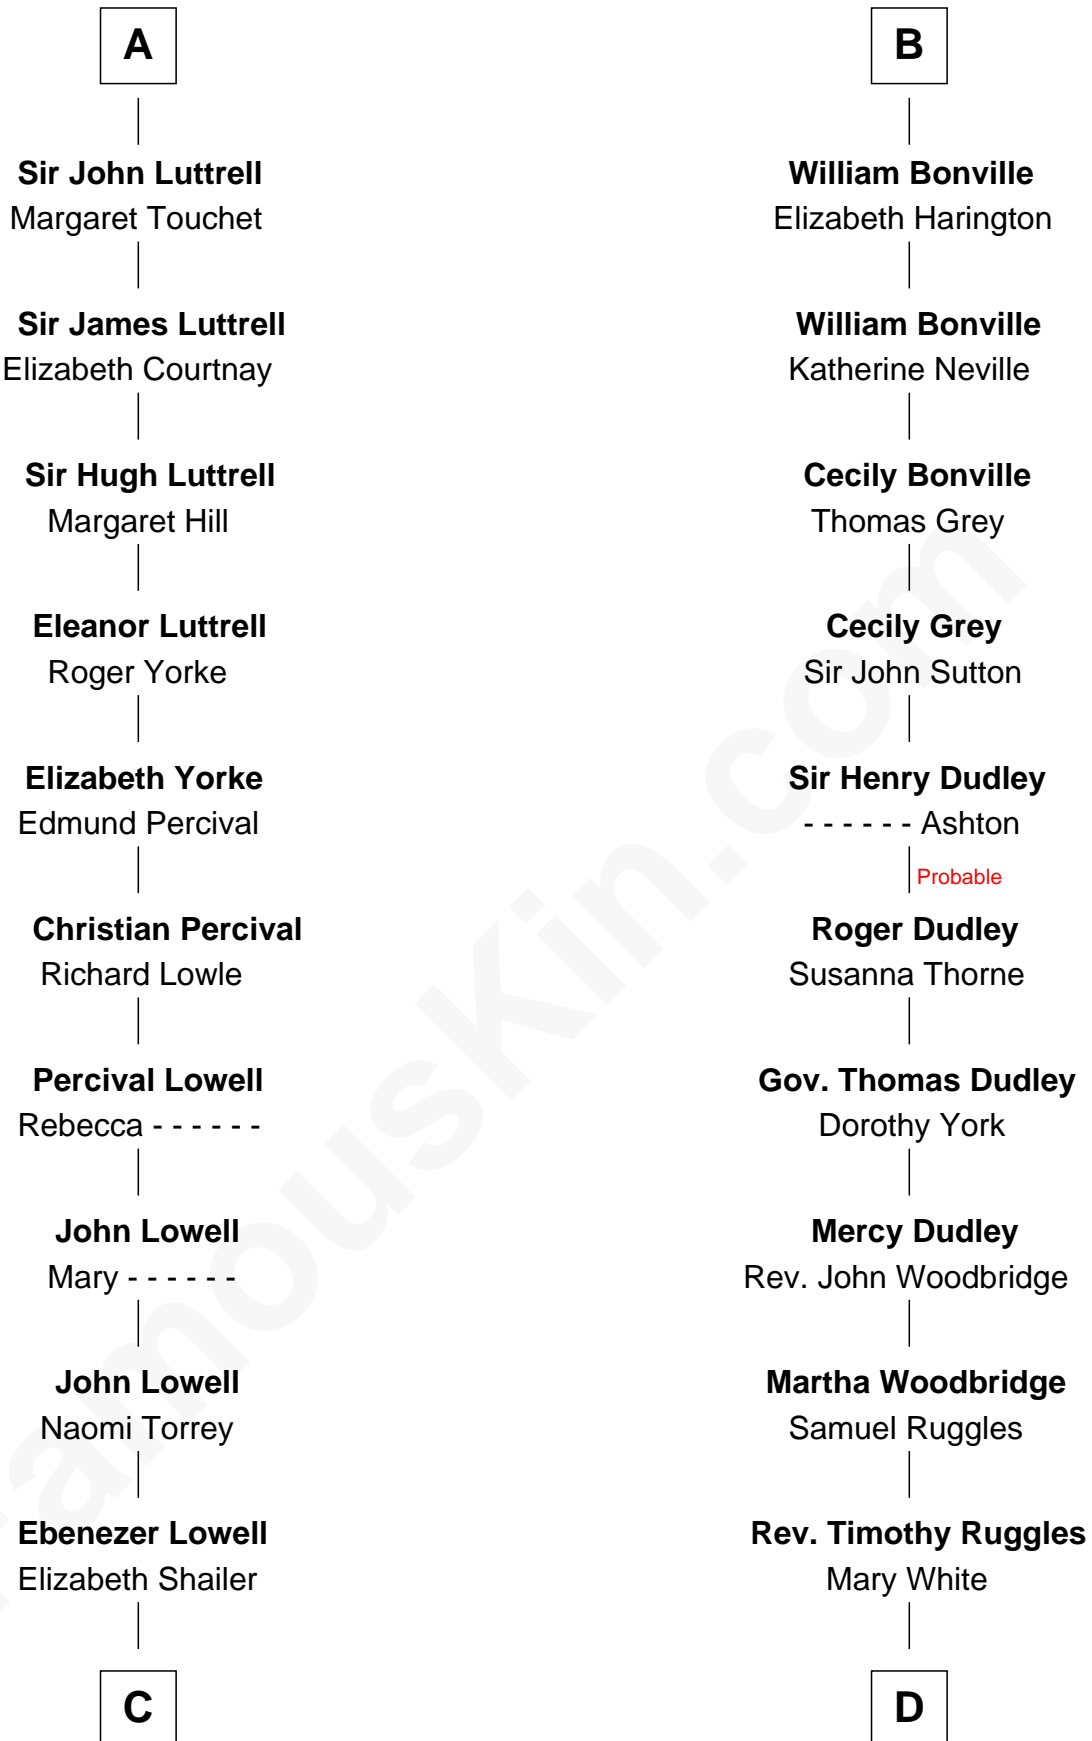 A
Sir John Luttrell
Margaret Touchet
Sir James Luttrell
Elizabeth Courtnay
Sir Hugh Luttrell
Margaret Hill
Eleanor Luttrell
Roger Yorke
Elizabeth Yorke
Edmund Percival
Christian Percival
Richard Lowle
Percival Lowell
Rebecca - - - - - -
John Lowell
Mary - - - - - -
John Lowell
Naomi Torrey
Ebenezer Lowell
Elizabeth Shailer
C
B
William Bonville
Elizabeth Harington
William Bonville
Katherine Neville
Cecily Bonville
Thomas Grey
Cecily Grey
Sir John Sutton
Sir Henry Dudley
- - - - - - Ashton
Probable
Roger Dudley
Susanna Thorne
Gov. Thomas Dudley
Dorothy York
Mercy Dudley
Rev. John Woodbridge
Martha Woodbridge
Samuel Ruggles
Rev. Timothy Ruggles
Mary White
D
FamousKin.com